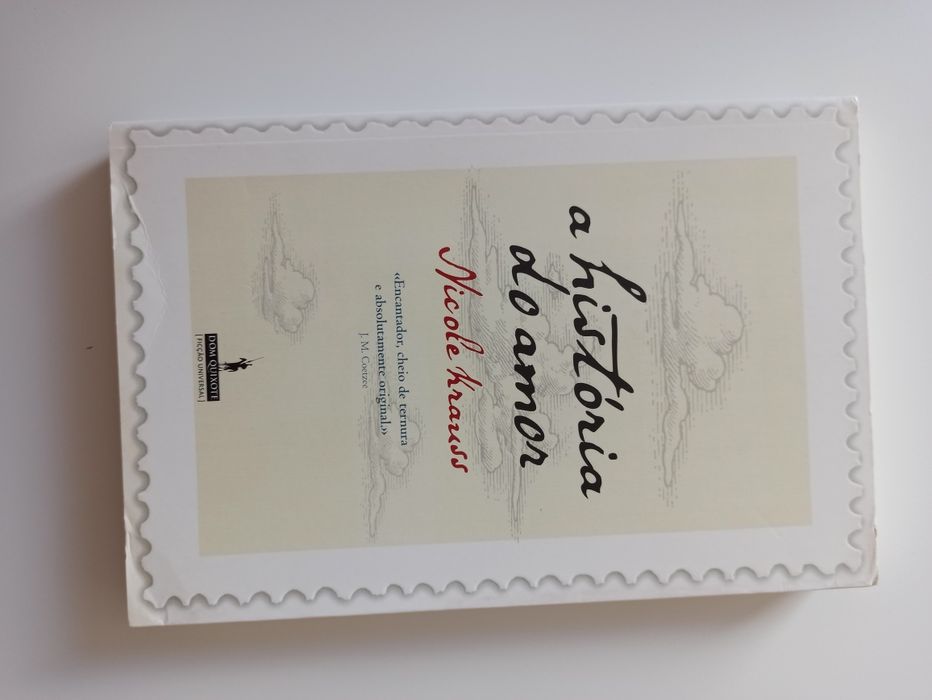 a história
do amor
Nicole Krauss
«Encantador, cheio de ternura
e absolutamente original.»
J. M. Coetzee
DOM QUIXOTE
[ FICÇÃO UNIVERSAL ]